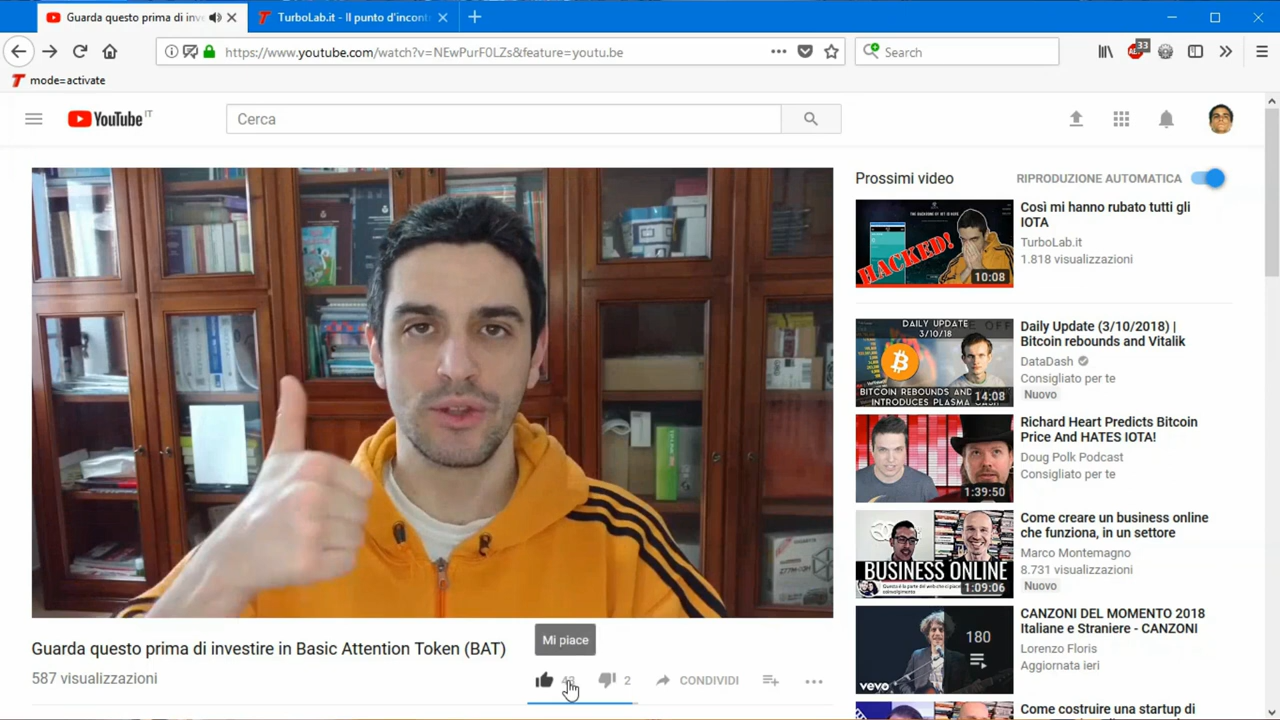 Guarda questo prima di inve
TurboLab.it - Il punto d'incont
https://www.youtube.com/watch?v=NEwPurF0LZs&feature=youtu.be
Search
33
mode=activate
YouTube IT
Cerca
Prossimi video
RIPRODUZIONE AUTOMATICA
HACKED!
10:08
Così mi hanno rubato tutti gli
IOTA
TurboLab.it
1.818 visualizzazioni
DAILY UPDATE
3/10/18
BITCOIN REBOUNDS AND
INTRODUCES PLASMA CASH
14:08
Daily Update (3/10/2018) |
Bitcoin rebounds and Vitalik
DataDash
Consigliato per te
Nuovo
1:39:50
Richard Heart Predicts Bitcoin
Price And HATES IOTA!
Doug Polk Podcast
Consigliato per te
BUSINESS ONLINE
1:09:06
Come creare un business online
che funziona, in un settore
Marco Montemagno
8.731 visualizzazioni
Nuovo
vevo
180
CANZONI DEL MOMENTO 2018
Italiane e Straniere - CANZONI
Lorenzo Floris
Aggiornata ieri
Come costruire una startup di
Guarda questo prima di investire in Basic Attention Token (BAT)
Mi piace
587 visualizzazioni
2
CONDIVIDI